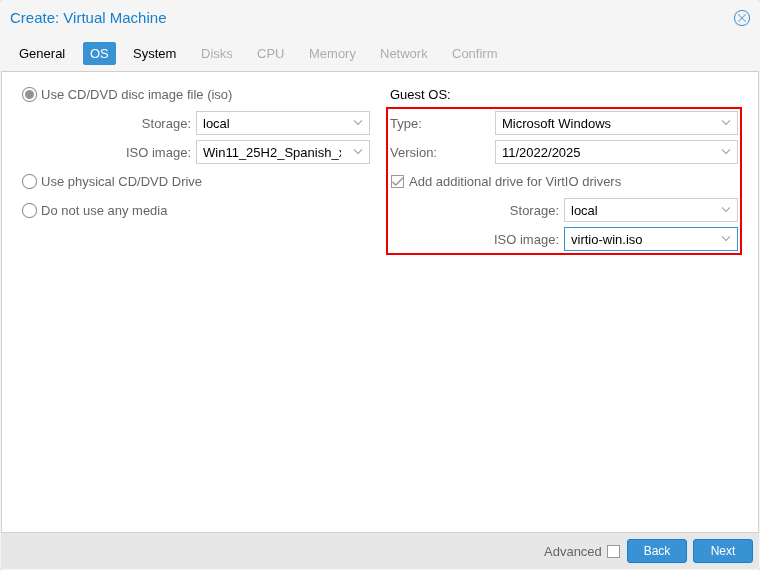 Create: Virtual Machine
General OS System Disks CPU Memory Network Confirm
Use CD/DVD disc image file (iso)
Storage: local
ISO image: Win11_25H2_Spanish_x
Use physical CD/DVD Drive
Do not use any media
Guest OS:
Type: Microsoft Windows
Version: 11/2022/2025
Add additional drive for VirtIO drivers
Storage: local
ISO image: virtio-win.iso
Advanced Back Next